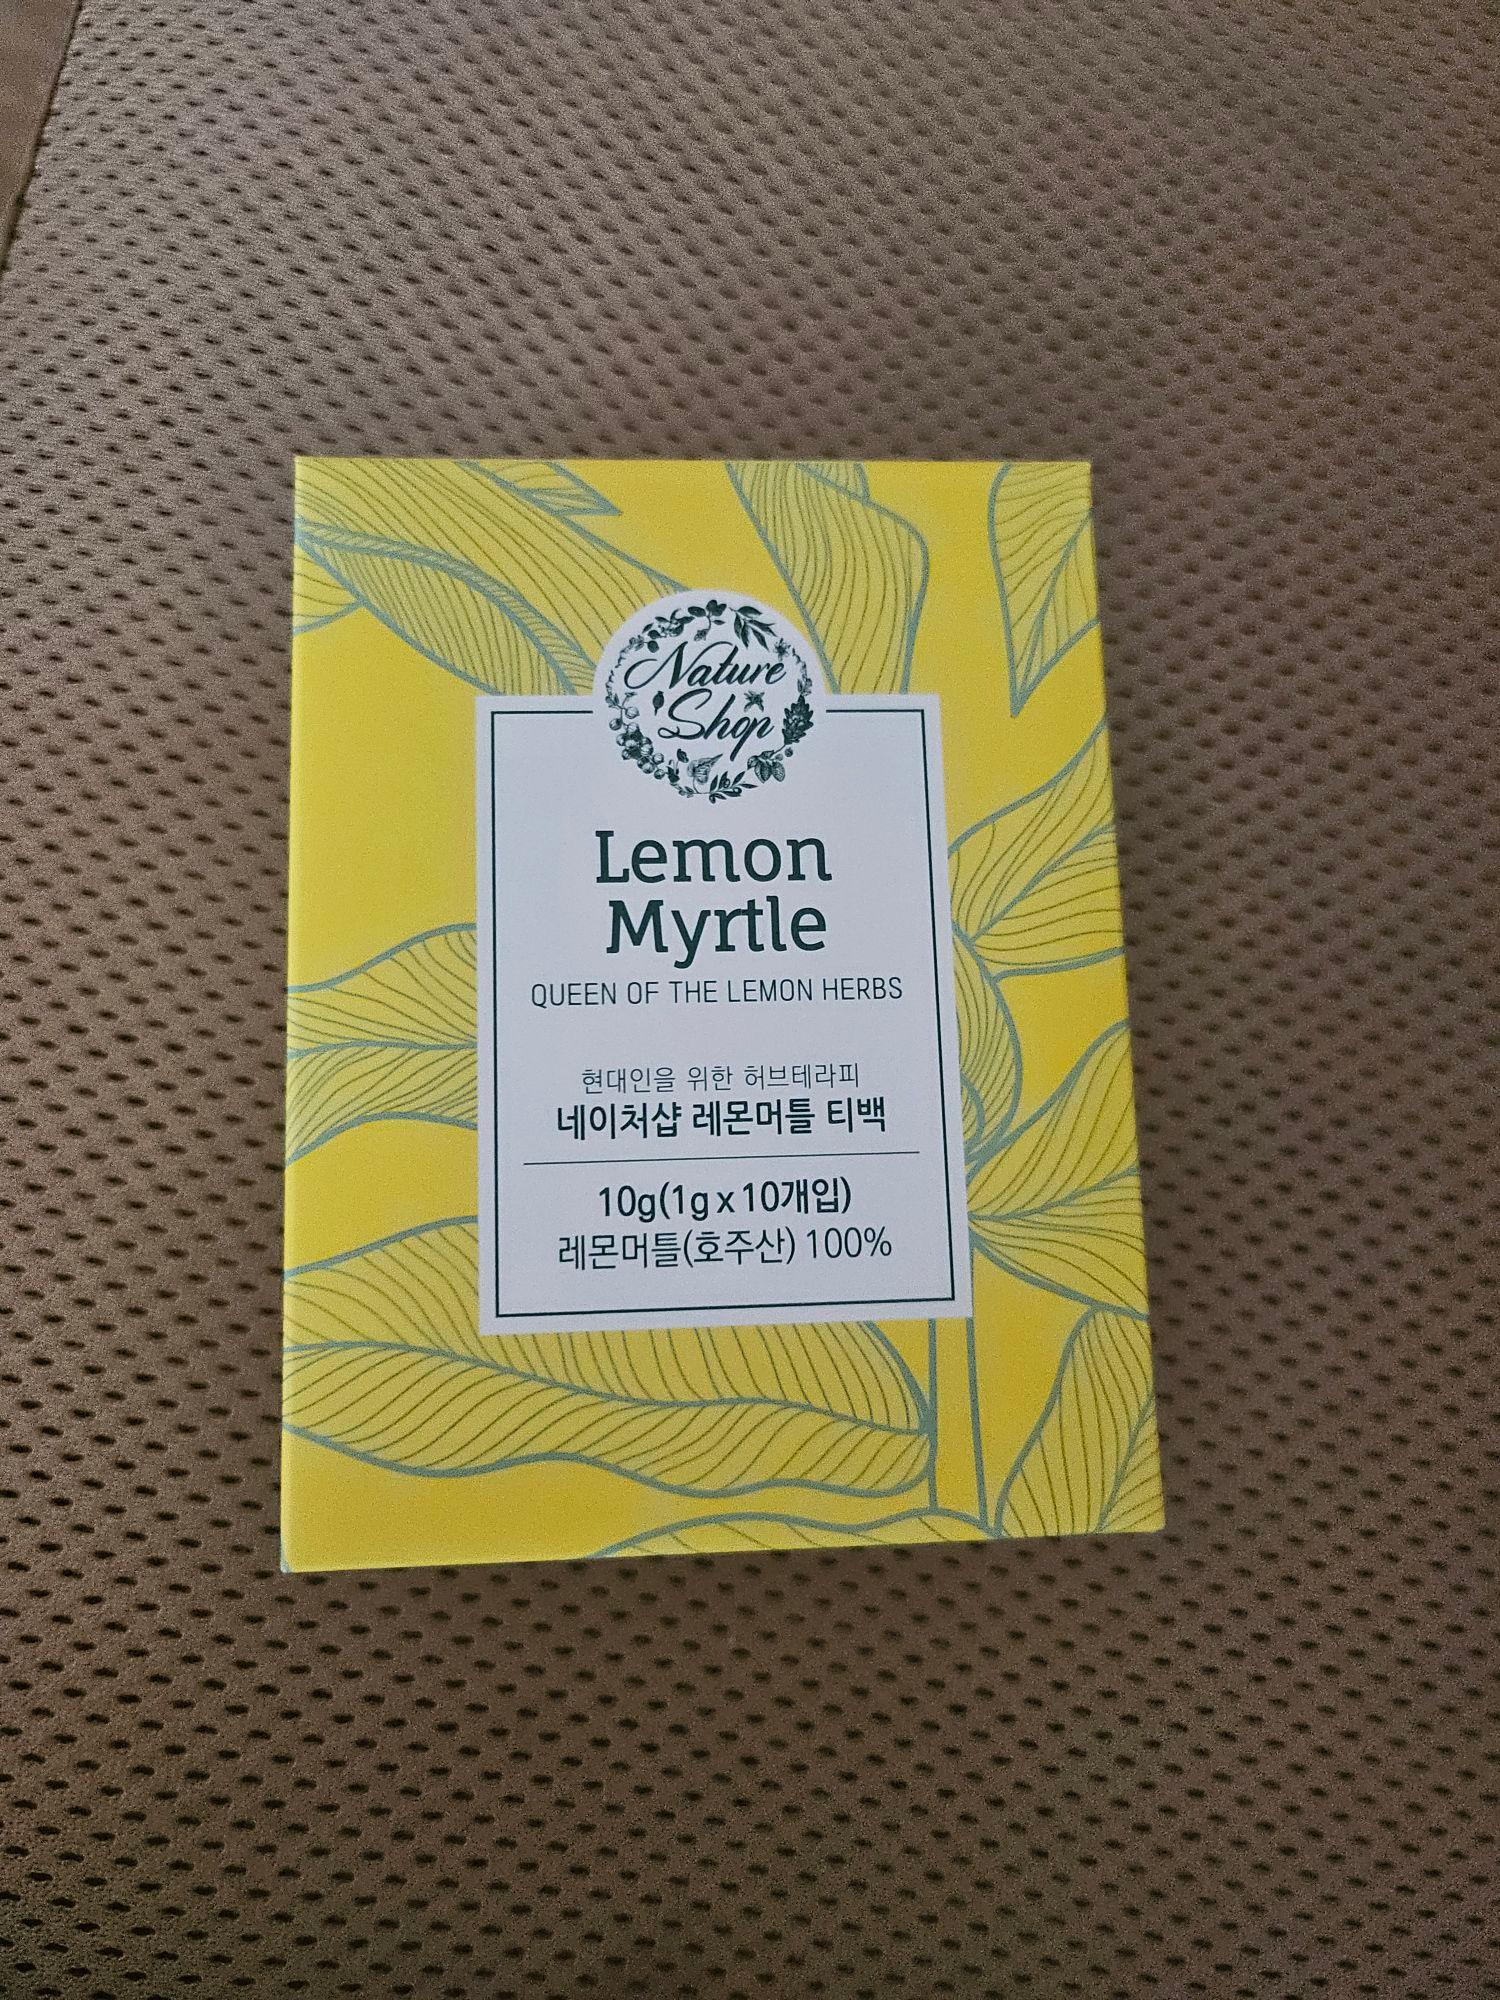 Nature
Shop
Lemon
Myrtle
QUEEN OF THE LEMON HERBS
현대인을 위한 허브테라피
네이처샵 레몬머틀 티백
10g(1g x 10개입)
레몬머틀(호주산) 100%